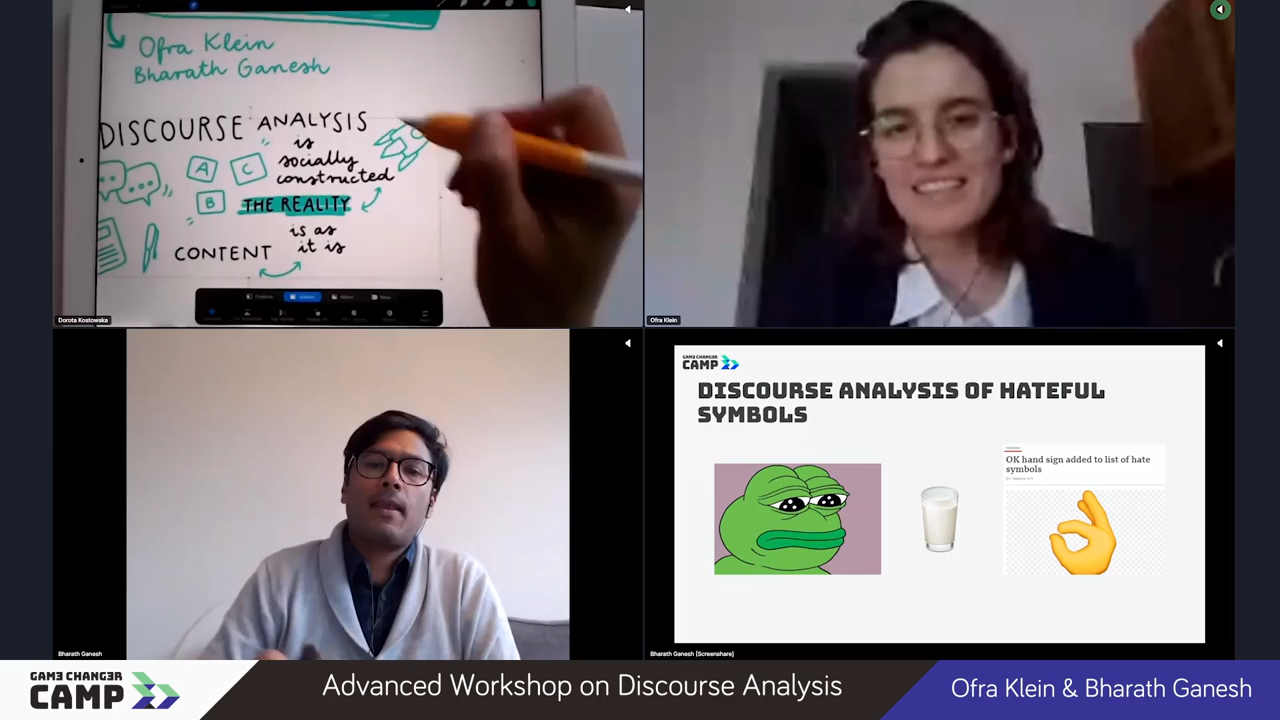 Ofra Klein
Bharath Ganesh
DISCOURSE ANALYSIS
is
socially
constructed
A
C
B
THE REALITY
is as
it is
CONTENT
Dorota Kostowska
Ofra Klein
Bharath Ganesh
GAME CHANGER
CAMP
DISCOURSE ANALYSIS OF HATEFUL
SYMBOLS
OK hand sign added to list of hate
symbols
Bharath Ganesh [Screenshare]
GAME CHANGER
CAMP
Advanced Workshop on Discourse Analysis
Ofra Klein & Bharath Ganesh